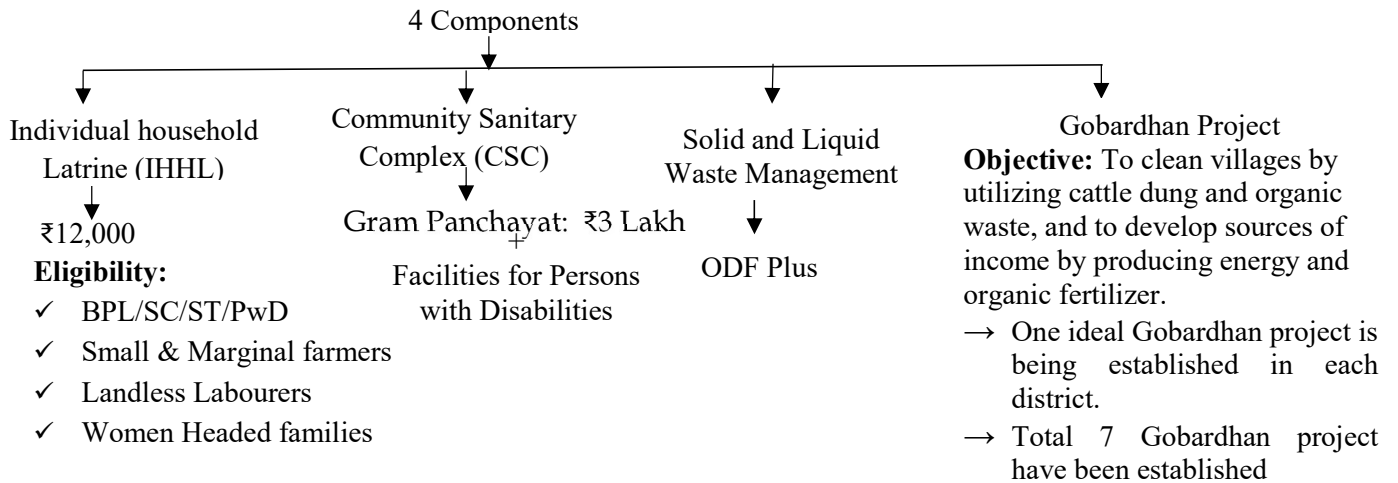 4 Components
Individual household
Latrine (IHHL)
₹12,000
Eligibility:
✓ BPL/SC/ST/PwD
✓ Small & Marginal farmers
✓ Landless Labourers
✓ Women Headed families
Community Sanitary
Complex (CSC)
Gram Panchayat: ₹3 Lakh
+
Facilities for Persons
with Disabilities
Solid and Liquid
Waste Management
ODF Plus
Gobardhan Project
Objective: To clean villages by
utilizing cattle dung and organic
waste, and to develop sources of
income by producing energy and
organic fertilizer.
→ One ideal Gobardhan project is
being established in each
district.
→ Total 7 Gobardhan project
have been established